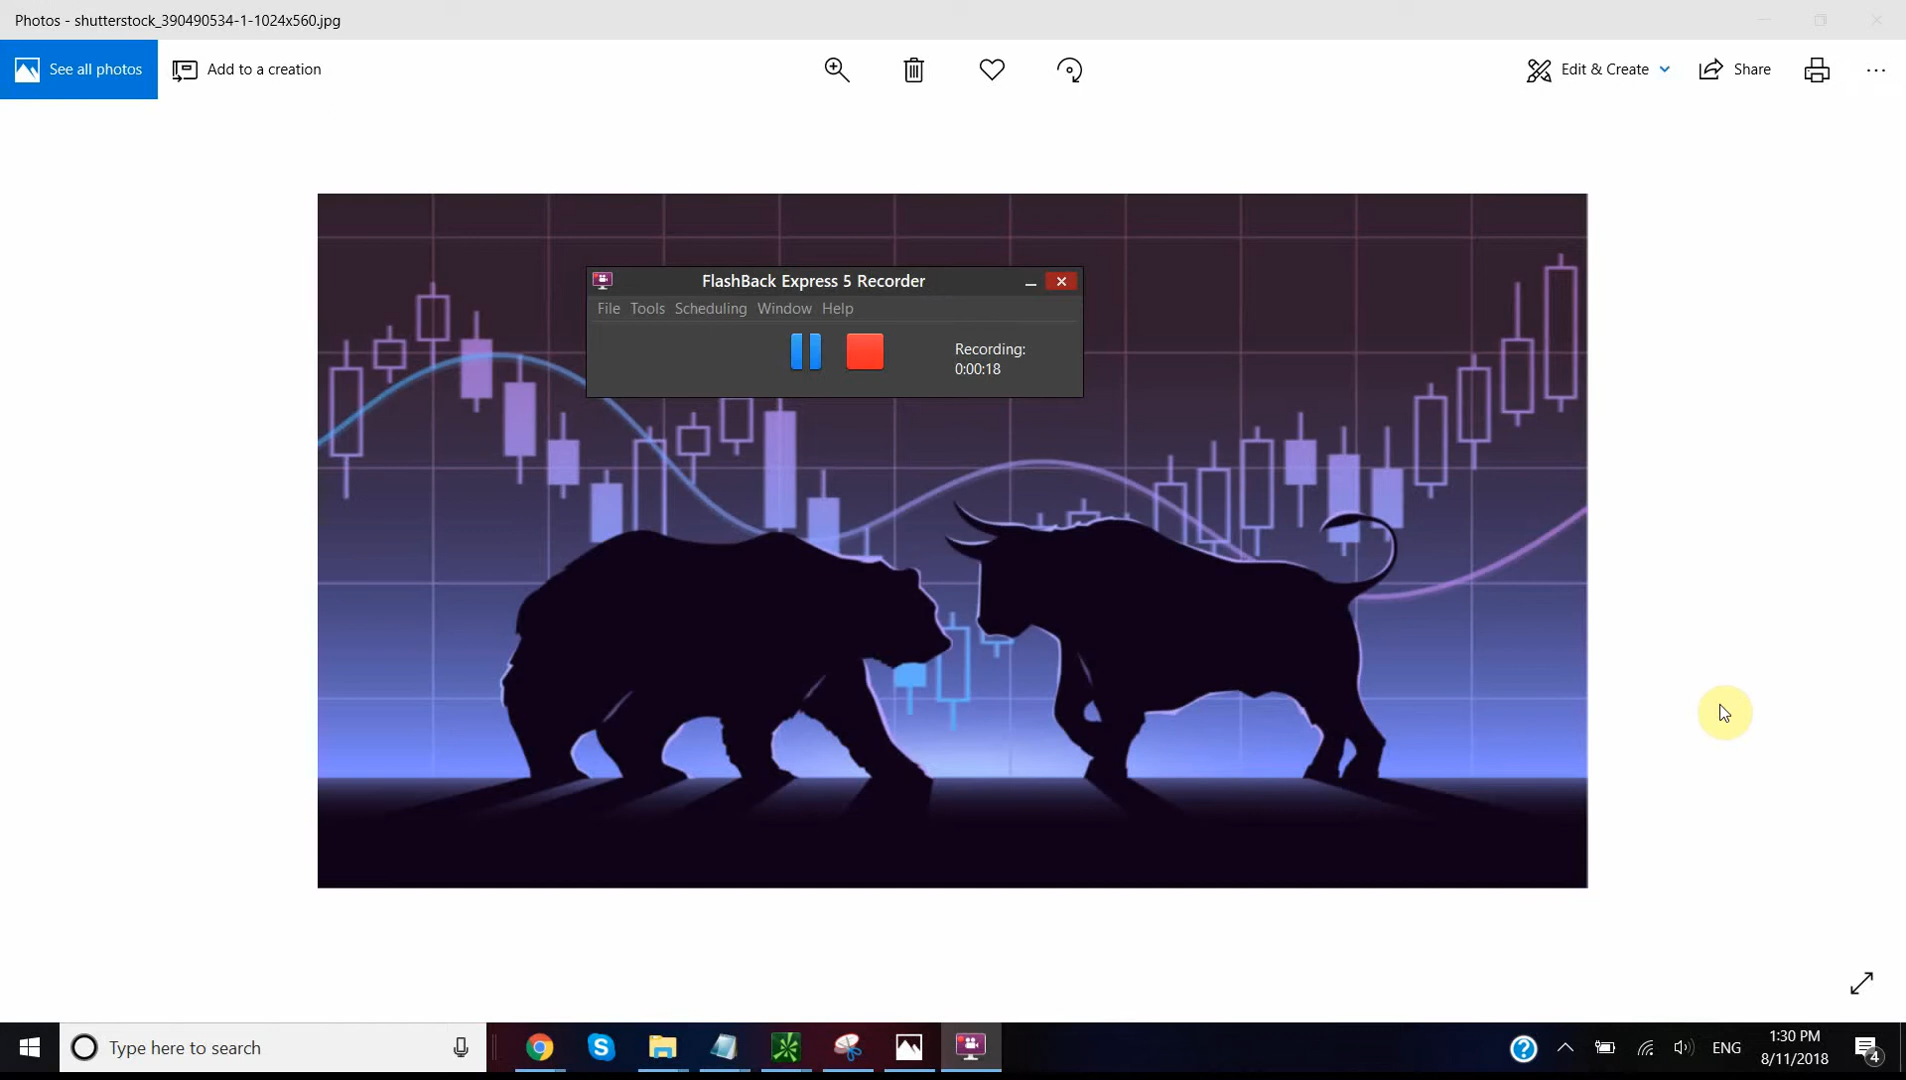 Photos - shutterstock_390490534-1-1024x560.jpg
See all photos
Add to a creation
Edit & Create
Share
FlashBack Express 5 Recorder
File Tools Scheduling Window Help
Recording:
0:00:18
Type here to search
ENG
1:30 PM
8/11/2018
4